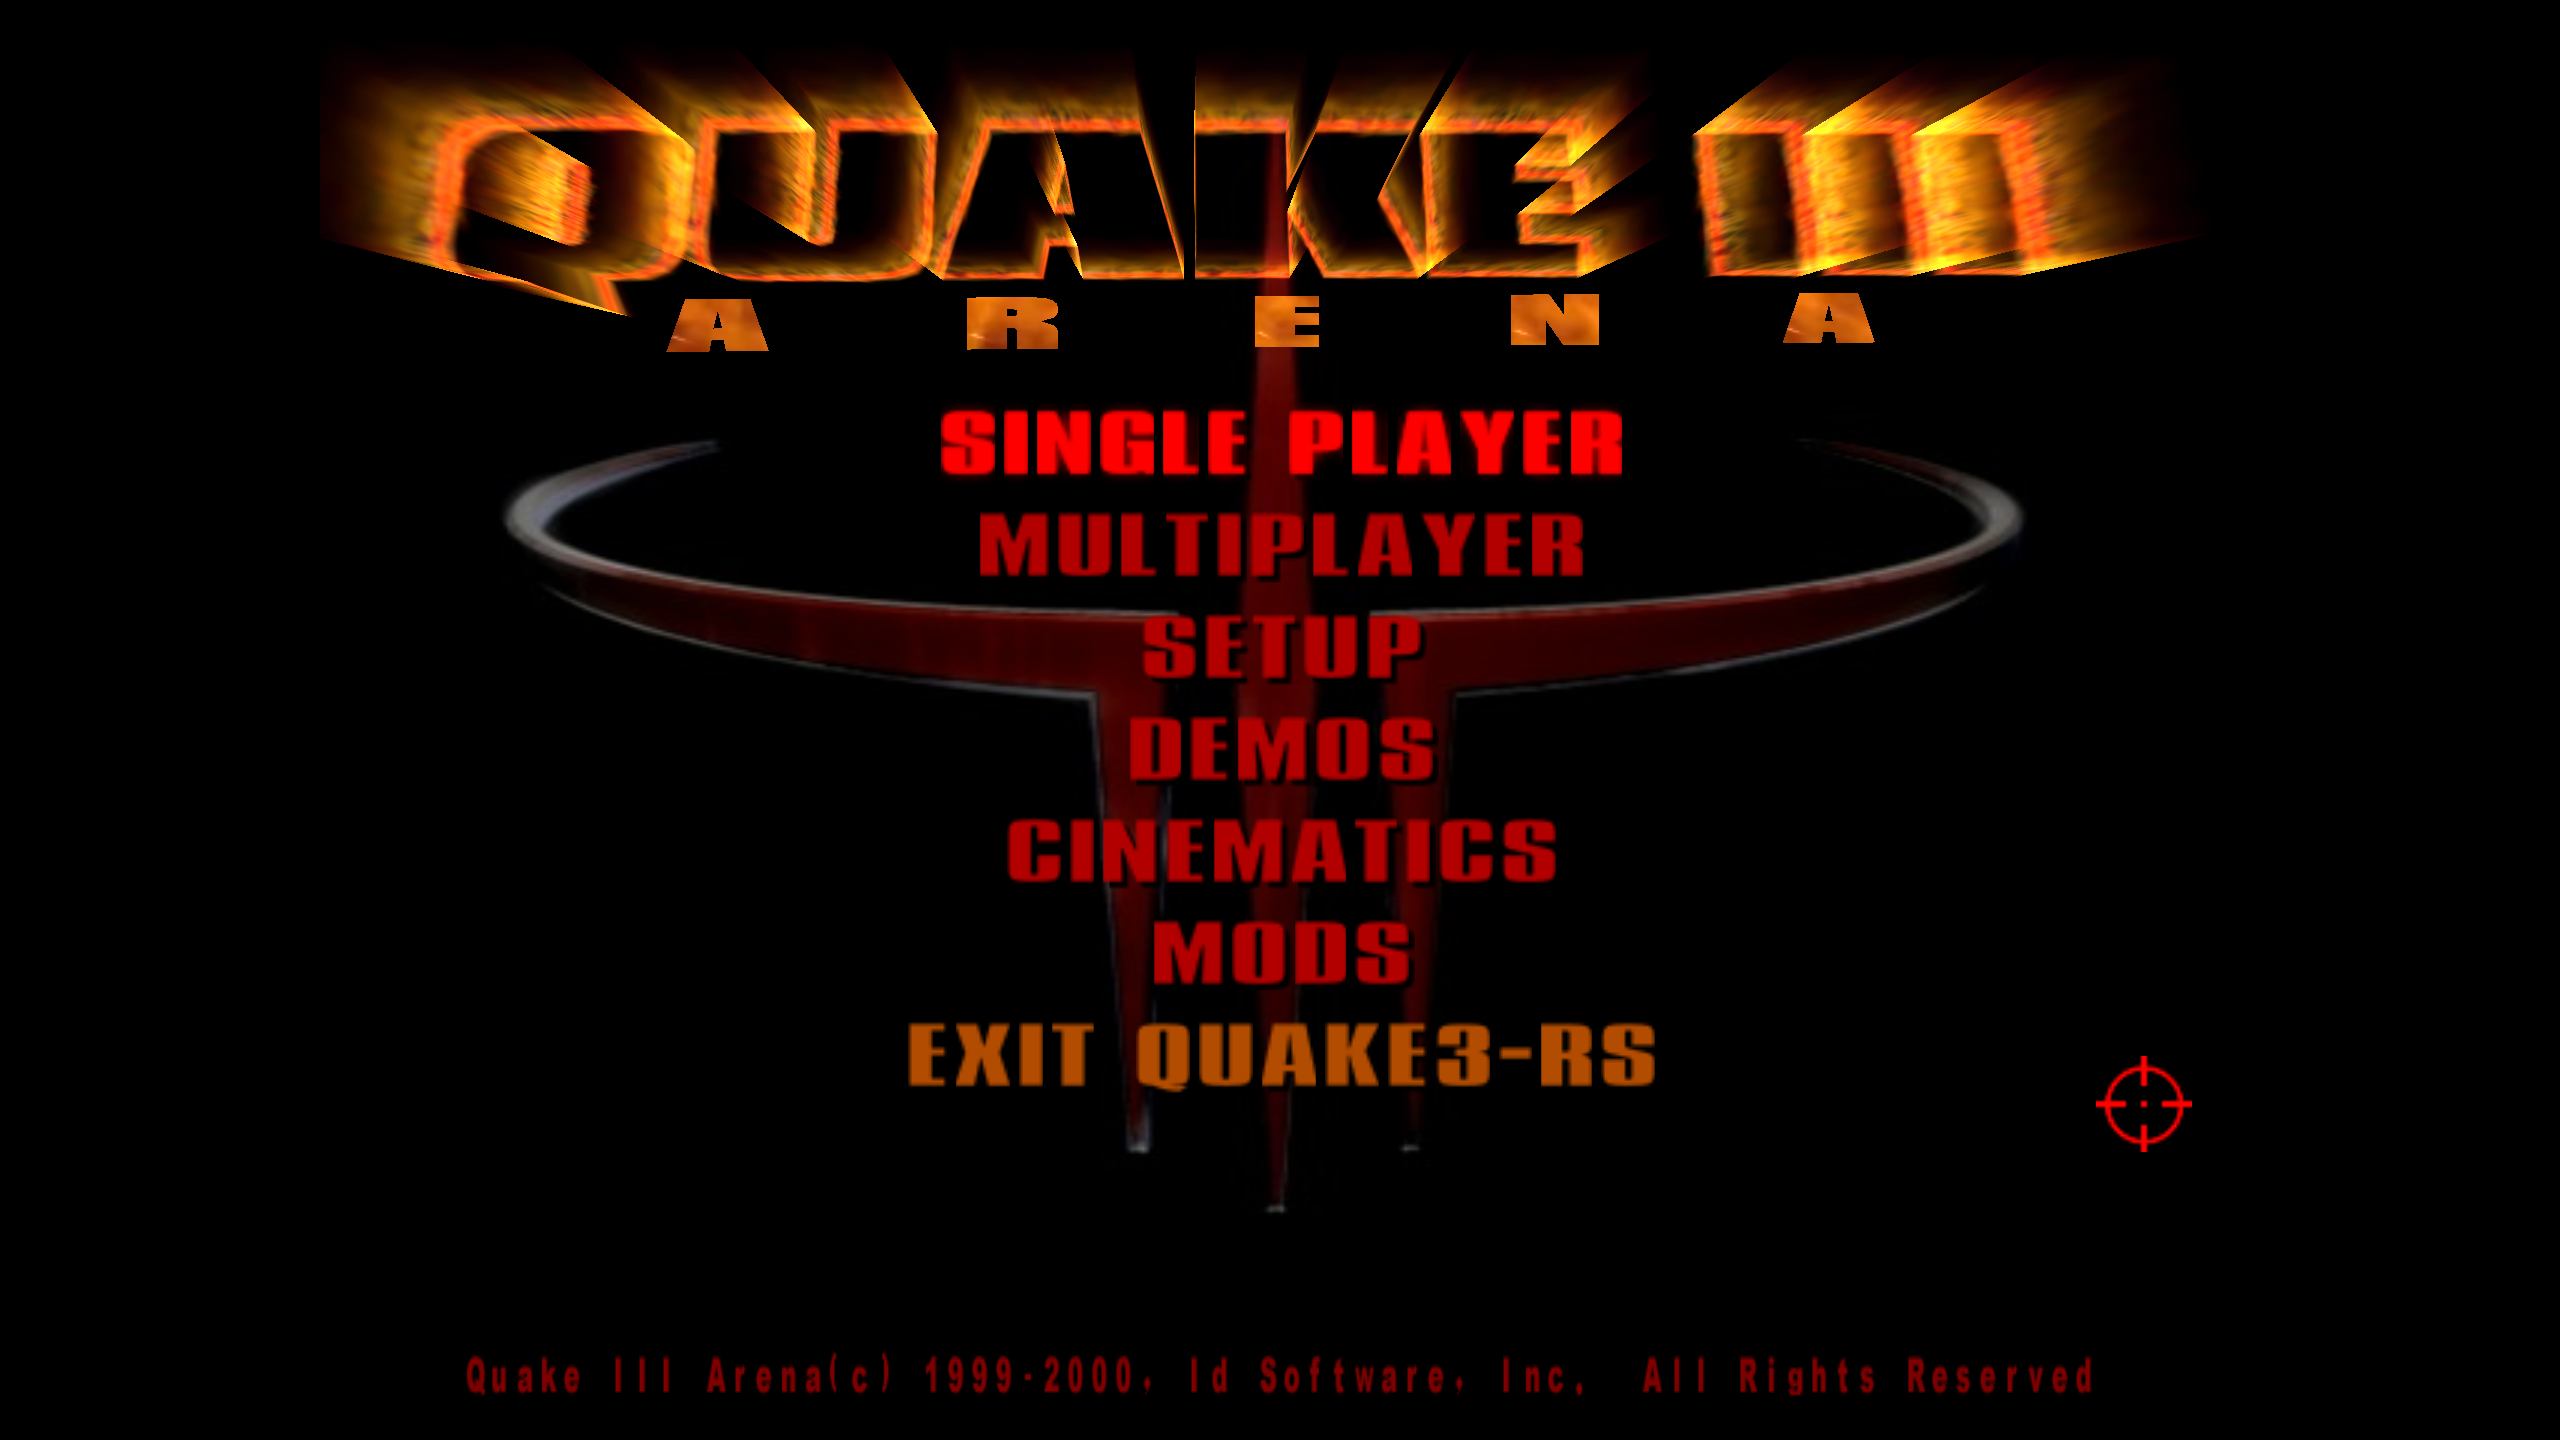 QUAKE III
ARENA
SINGLE PLAYER
MULTIPLAYER
SETUP
DEMOS
CINEMATICS
MODS
EXIT QUAKE3-RS
Quake III Arena(c) 1999-2000, Id Software, Inc.  All Rights Reserved